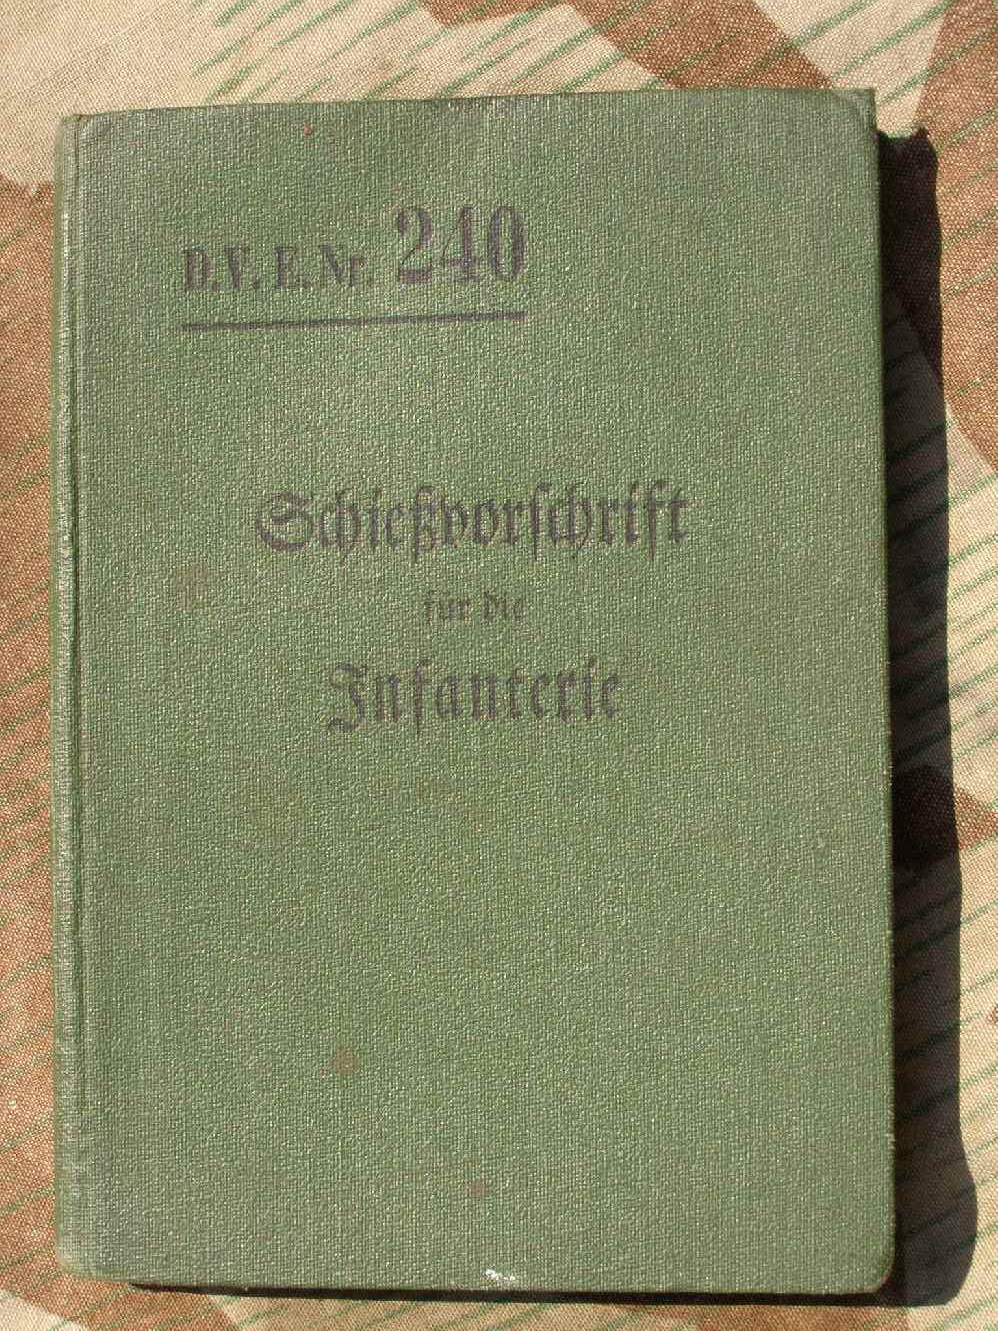 D.V.E. Nr. 240
Schießvorschrift
für die
Infanterie